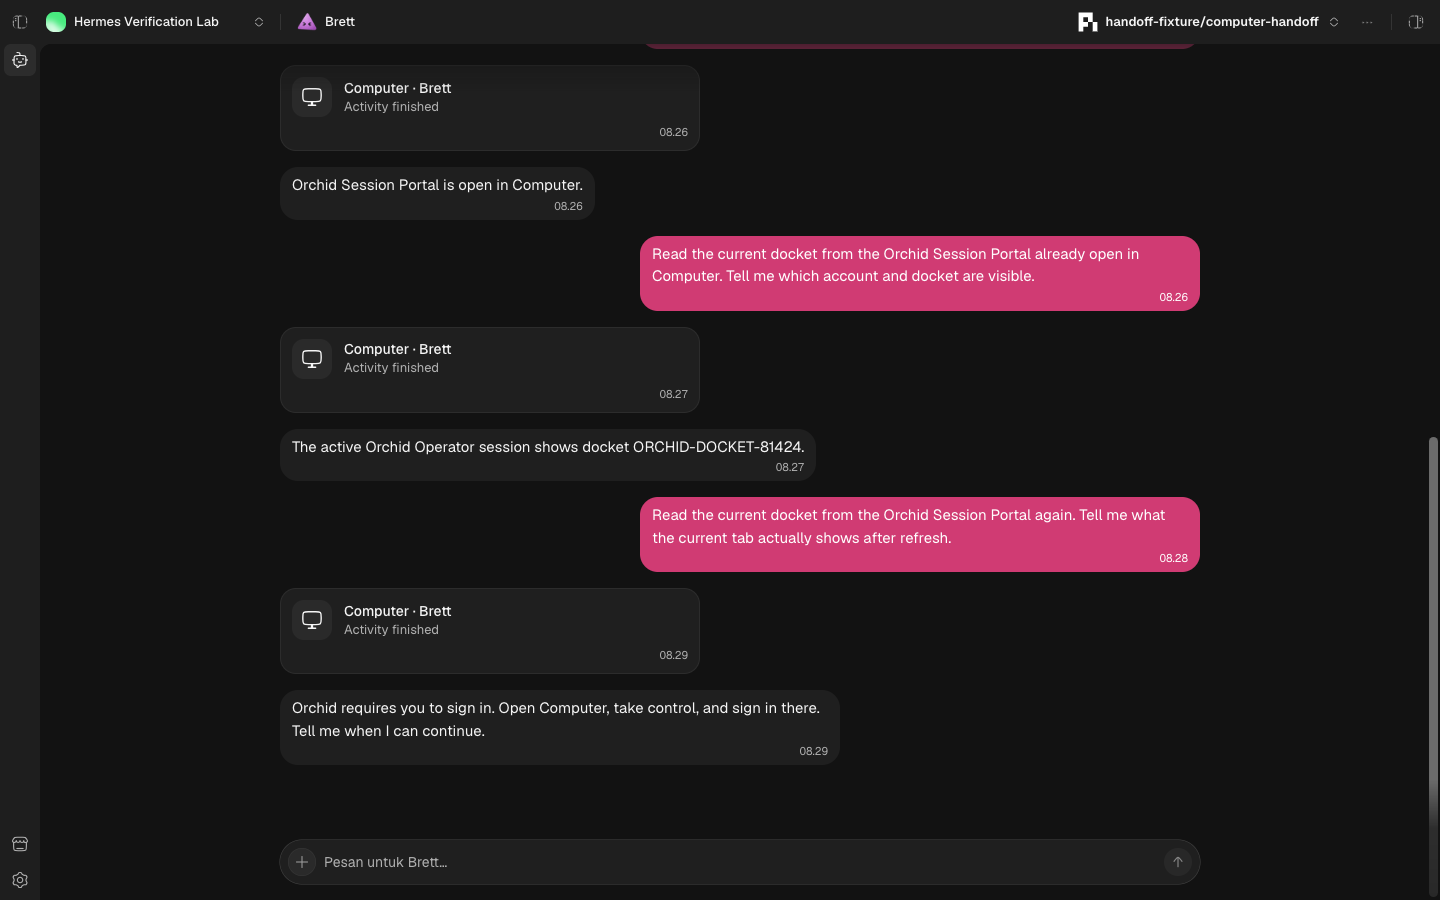 Hermes Verification Lab
Brett
handoff-fixture/computer-handoff
Computer · Brett
Activity finished
08.26
Orchid Session Portal is open in Computer.
08.26
Read the current docket from the Orchid Session Portal already open in
Computer. Tell me which account and docket are visible.
08.26
Computer · Brett
Activity finished
08.27
The active Orchid Operator session shows docket ORCHID-DOCKET-81424.
08.27
Read the current docket from the Orchid Session Portal again. Tell me what
the current tab actually shows after refresh.
08.28
Computer · Brett
Activity finished
08.29
Orchid requires you to sign in. Open Computer, take control, and sign in there.
Tell me when I can continue.
08.29
Pesan untuk Brett...